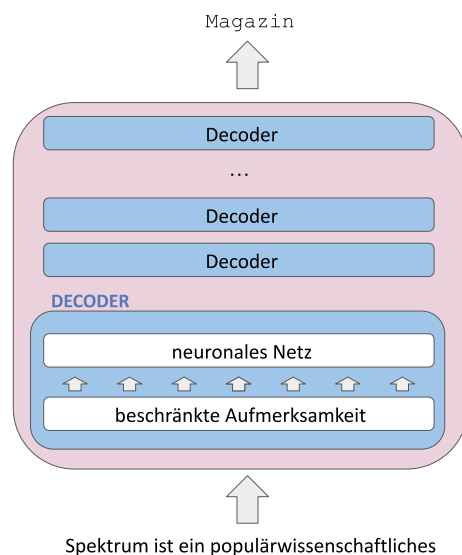 Magazin
Decoder
...
Decoder
Decoder
DECODER
neuronales Netz
beschränkte Aufmerksamkeit
Spektrum ist ein populärwissenschaftliches